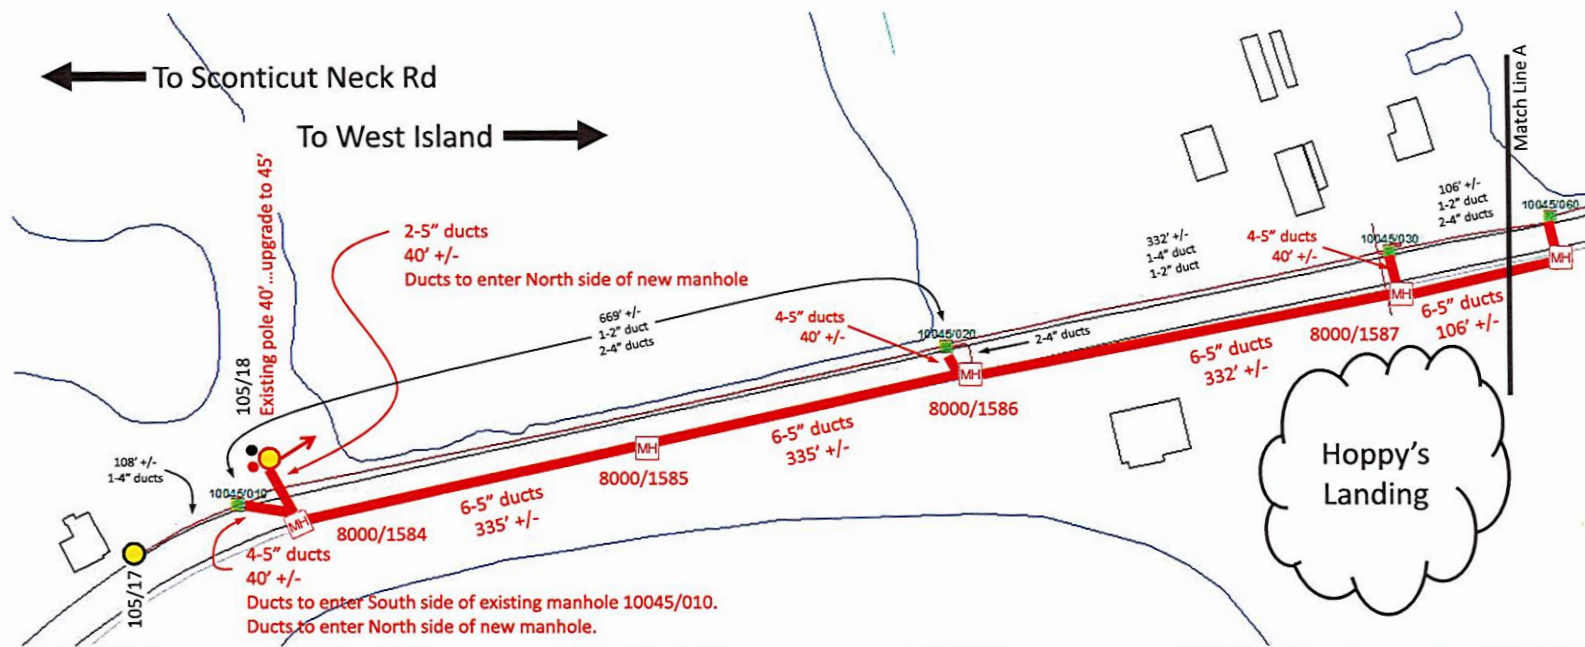 To Sconticut Neck Rd
To West Island
Match Line A
Existing pole 40'...upgrade to 45'
105/18
2-5" ducts
40' +/-
Ducts to enter North side of new manhole
669' +/-
1-2" duct
2-4" ducts
108' +/-
1-4" ducts
10045/010
105/17
MH
8000/1584
4-5" ducts
40' +/-
Ducts to enter South side of existing manhole 10045/010.
Ducts to enter North side of new manhole.
6-5" ducts
335' +/-
MH
8000/1585
6-5" ducts
335' +/-
4-5" ducts
40' +/-
10045/020
2-4" ducts
MH
8000/1586
332' +/-
1-4" duct
1-2" duct
6-5" ducts
332' +/-
4-5" ducts
40' +/-
10045/030
MH
8000/1587
106' +/-
1-2" duct
2-4" ducts
10045/060
MH
6-5" ducts
106' +/-
Hoppy's
Landing